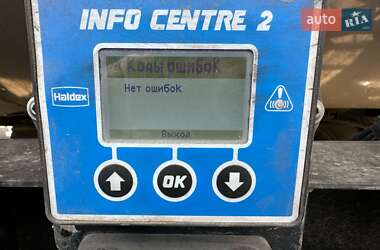 INFO CENTRE 2
auto RIA
Коды ошибок
Нет ошибок
Haldex
Выход
OK